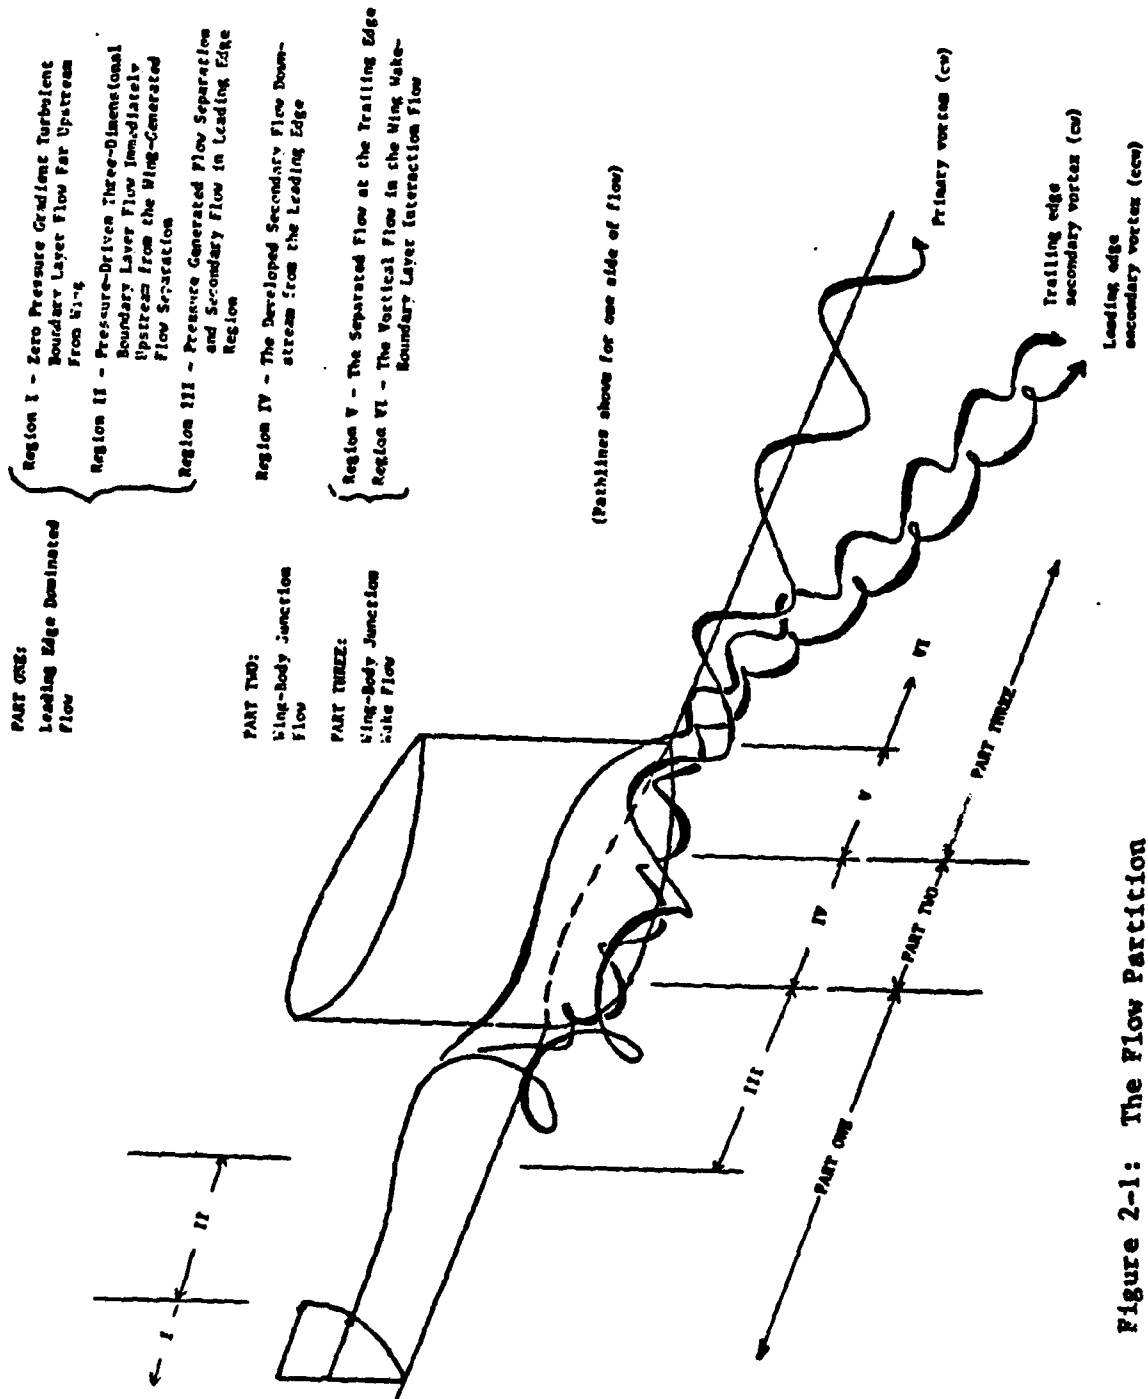 PART ONE:
Leading Edge Dominated
Flow
Region I - Zero Pressure Gradient Turbulent
Boundary Layer Flow Far Upstream
From Wing
Region II - Pressure-Driven Three-Dimensional
Boundary Layer Flow Immediately
Upstream from the Wing-Generated
Flow Separation
Region III - Pressure Generated Flow Separation
and Secondary Flow in Leading Edge
Region
PART TWO:
Wing-Body Junction
Flow
Region IV - The Developed Secondary Flow Down-
stream from the Leading Edge
PART THREE:
Wing-Body Junction
Wake Flow
Region V - The Separated Flow at the Trailing Edge
Region VI - The Vortical Flow in the Wing Wake-
Boundary Layer Interaction Flow
(Pathlines shown for one side of flow)
I
II
III
IV
V
VI
PART ONE
PART TWO
PART THREE
Primary vortex (cw)
Trailing edge
secondary vortex (cw)
Leading edge
secondary vortex (ccw)
Figure 2-1: The Flow Partition